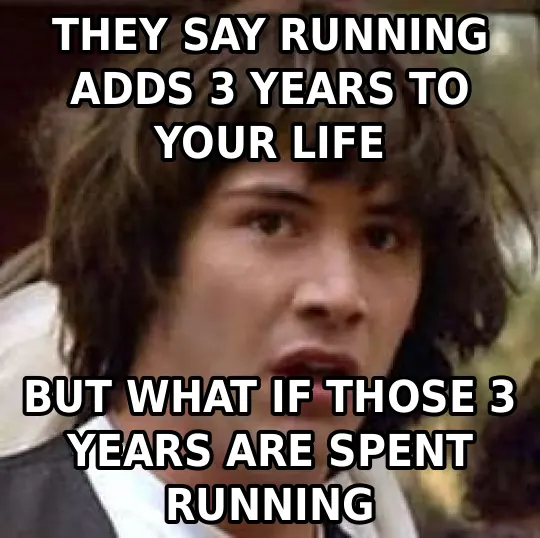 THEY SAY RUNNING
ADDS 3 YEARS TO
YOUR LIFE
BUT WHAT IF THOSE 3
YEARS ARE SPENT
RUNNING